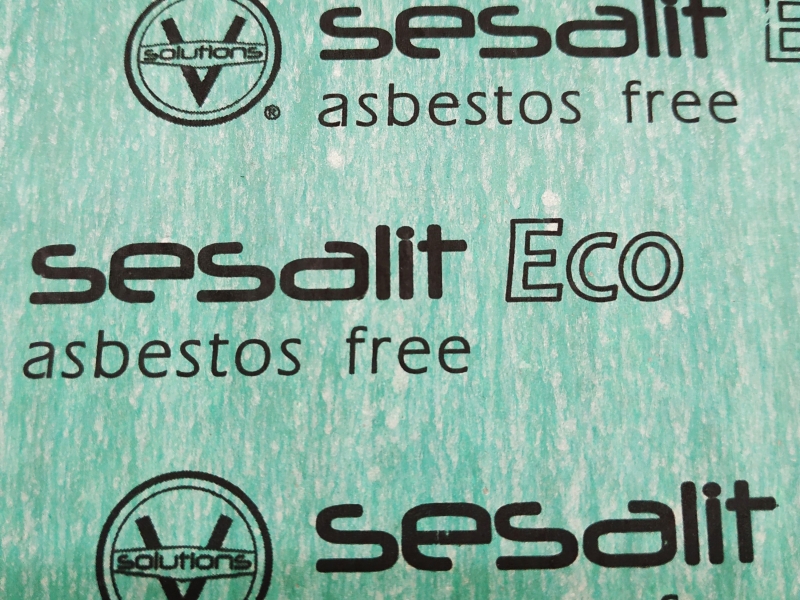 solutions
V
®
sesalit E
asbestos free
sesalit Eco
asbestos free
solutions
V
sesalit